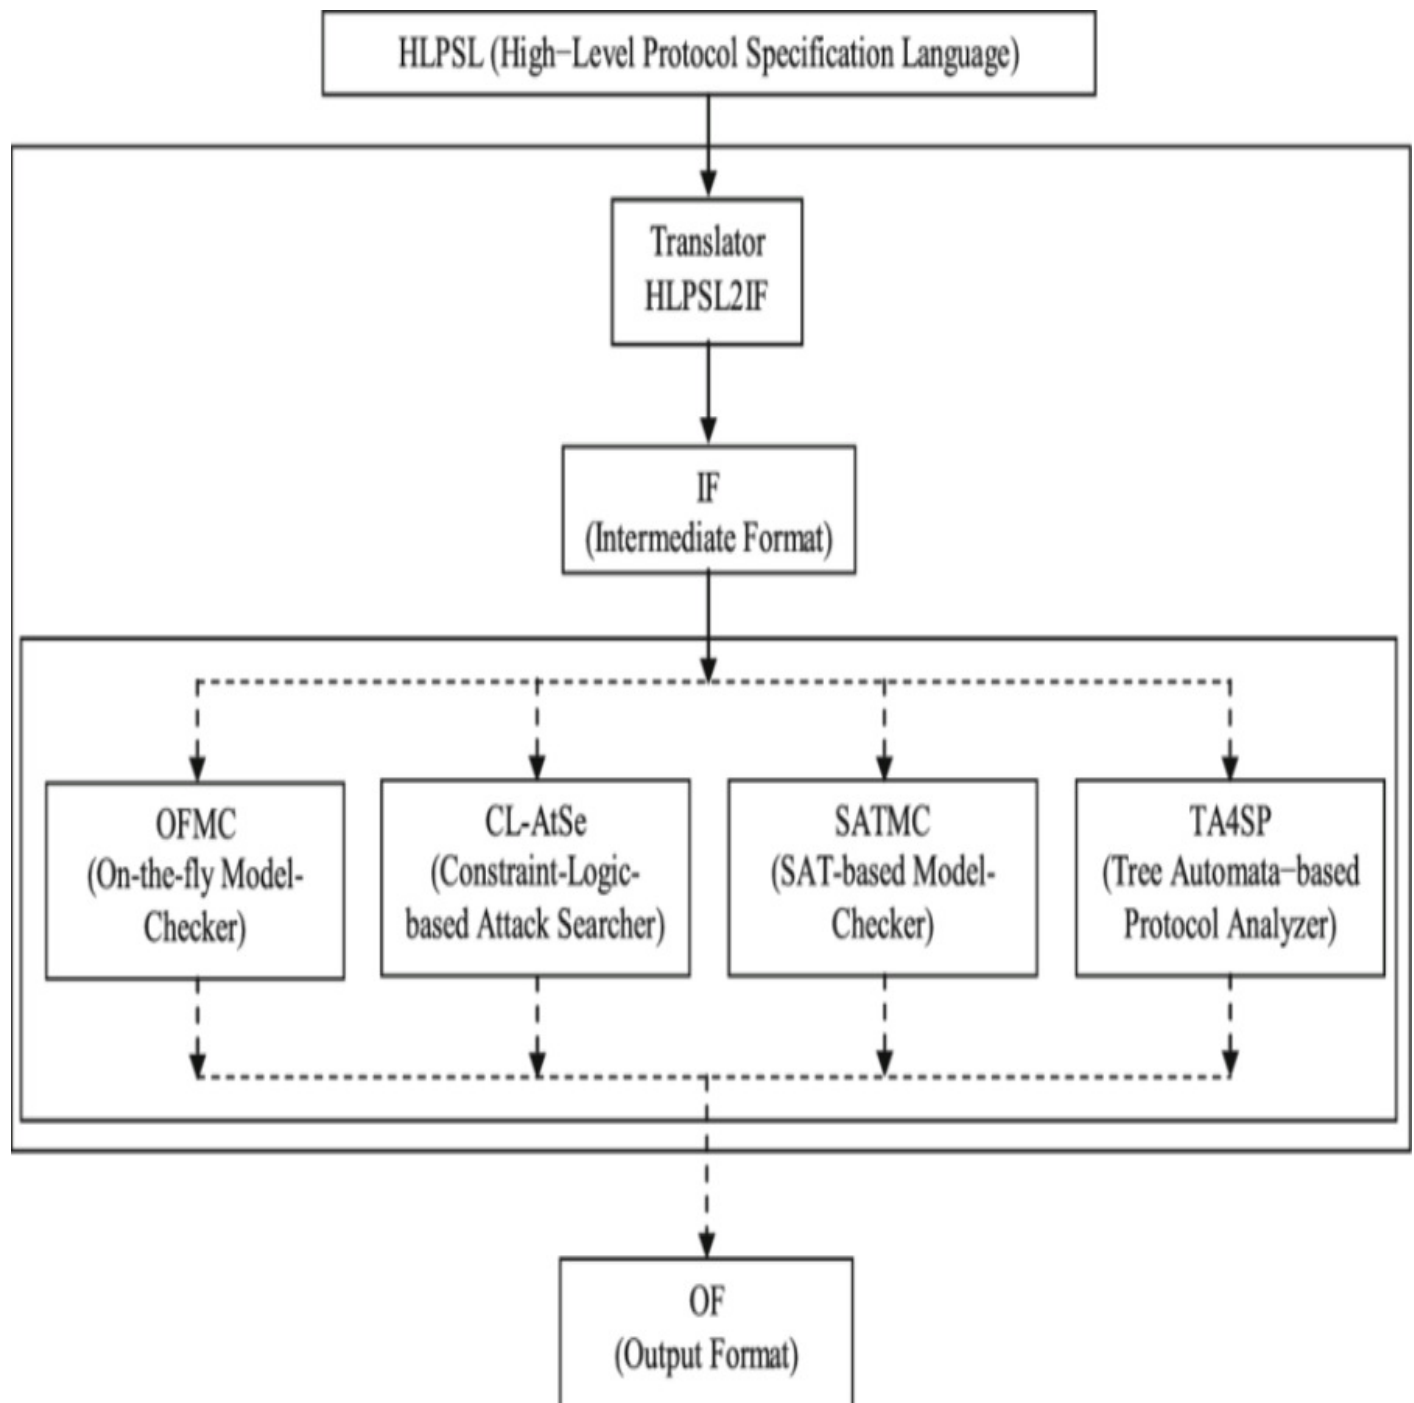 HLPSL (High−Level Protocol Specification Language)
Translator
HLPSL2IF
IF
(Intermediate Format)
OFMC
(On-the-fly Model-
Checker)
CL-AtSe
(Constraint-Logic-
based Attack Searcher)
SATMC
(SAT-based Model-
Checker)
TA4SP
(Tree Automata−based
Protocol Analyzer)
OF
(Output Format)